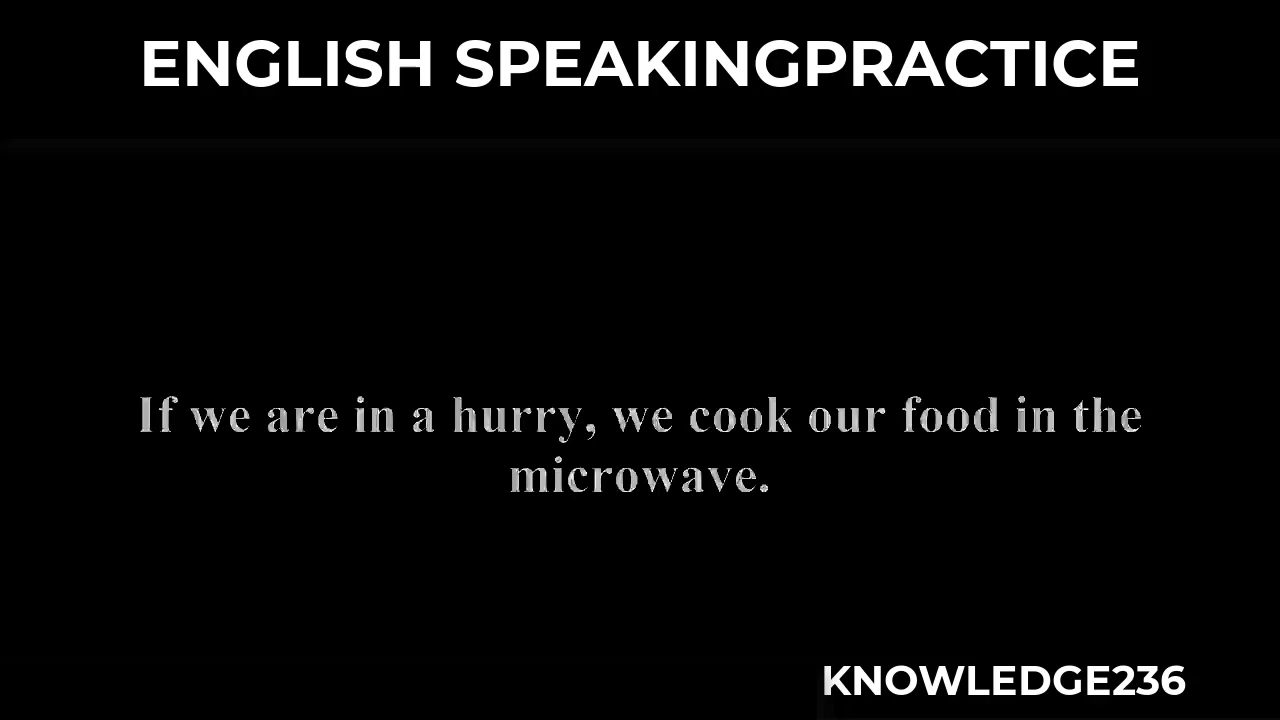 ENGLISH SPEAKINGPRACTICE
If we are in a hurry, we cook our food in the
microwave.
KNOWLEDGE236